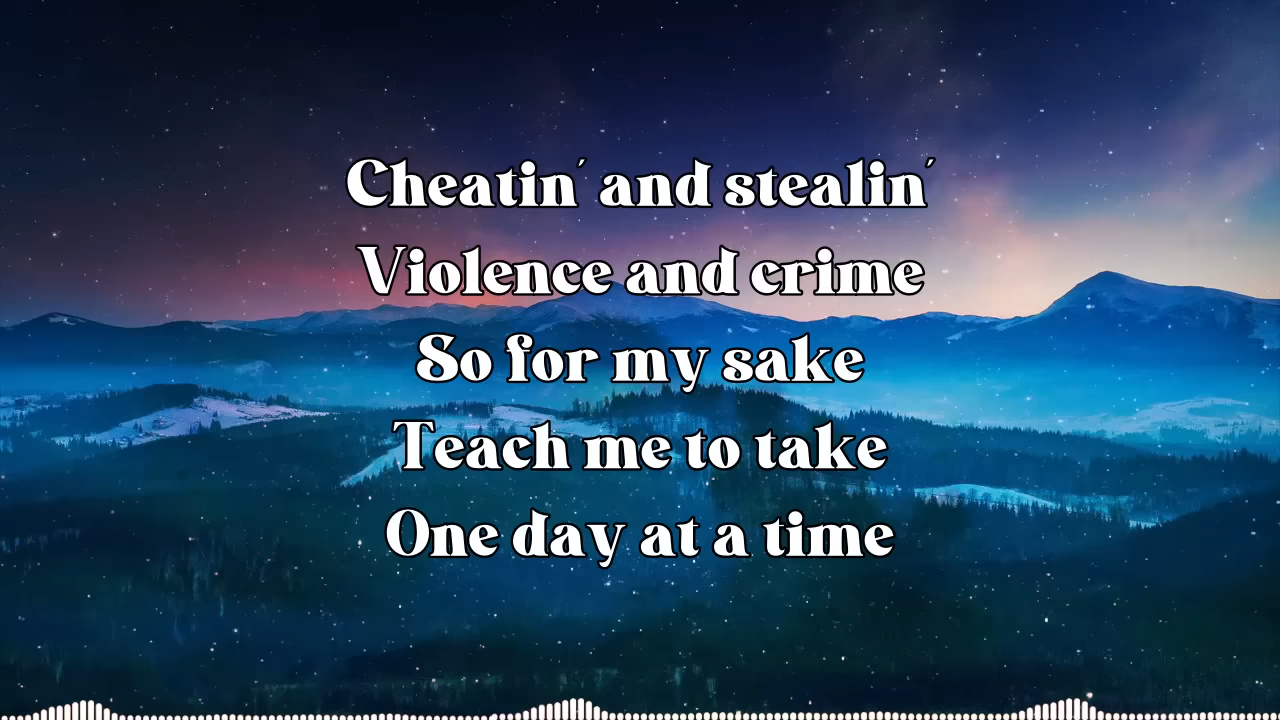 Cheatin' and stealin'
Violence and crime
So for my sake
Teach me to take
One day at a time